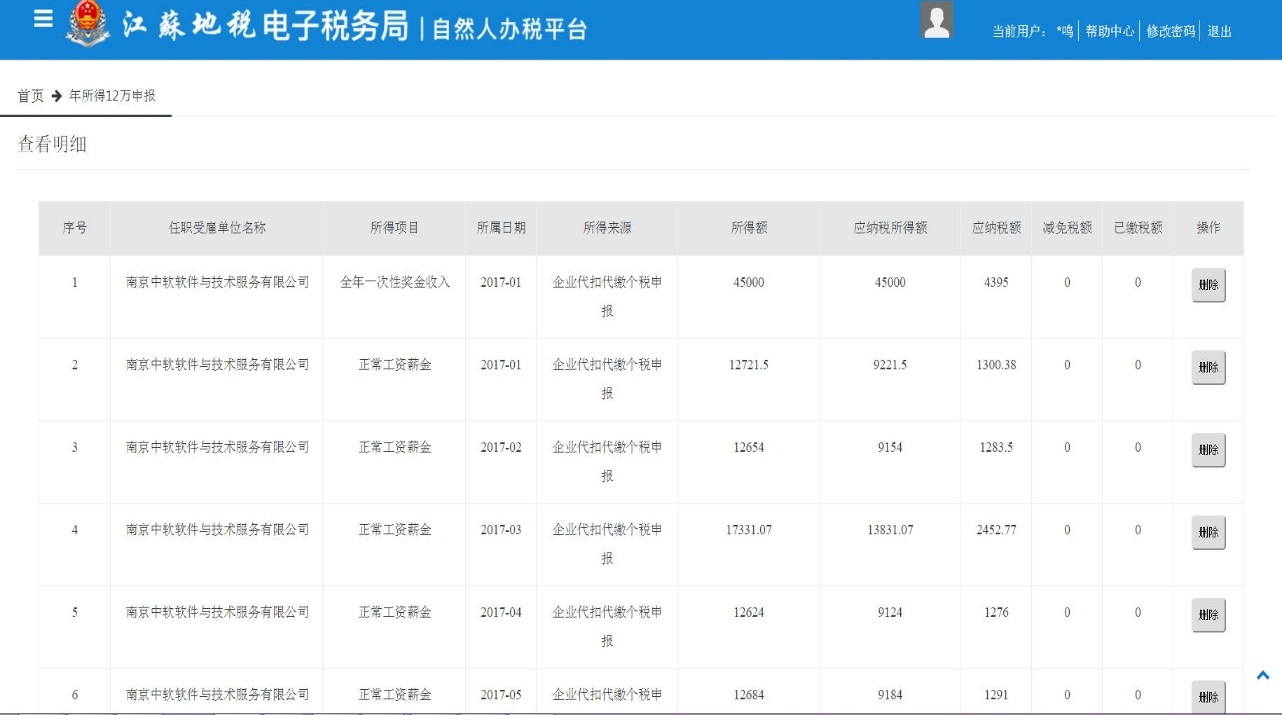 江蘇地税电子税务局|自然人办税平台
当前用户： *鸣 | 帮助中心 | 修改密码 | 退出
首页 年所得12万申报
查看明细
序号 任职受雇单位名称 所得项目 所属日期 所得来源 所得额 应纳税所得额 应纳税额 减免税额 已缴税额 操作
1 南京中软软件与技术服务有限公司 全年一次性奖金收入 2017-01 企业代扣代缴个税申 45000 45000 4395 0 0 删除
报
2 南京中软软件与技术服务有限公司 正常工资薪金 2017-01 企业代扣代缴个税申 12721.5 9221.5 1300.38 0 0 删除
报
3 南京中软软件与技术服务有限公司 正常工资薪金 2017-02 企业代扣代缴个税申 12654 9154 1283.5 0 0 删除
报
4 南京中软软件与技术服务有限公司 正常工资薪金 2017-03 企业代扣代缴个税申 17331.07 13831.07 2452.77 0 0 删除
报
5 南京中软软件与技术服务有限公司 正常工资薪金 2017-04 企业代扣代缴个税申 12624 9124 1276 0 0 删除
报
6 南京中软软件与技术服务有限公司 正常工资薪金 2017-05 企业代扣代缴个税申 12684 9184 1291 0 0 删除